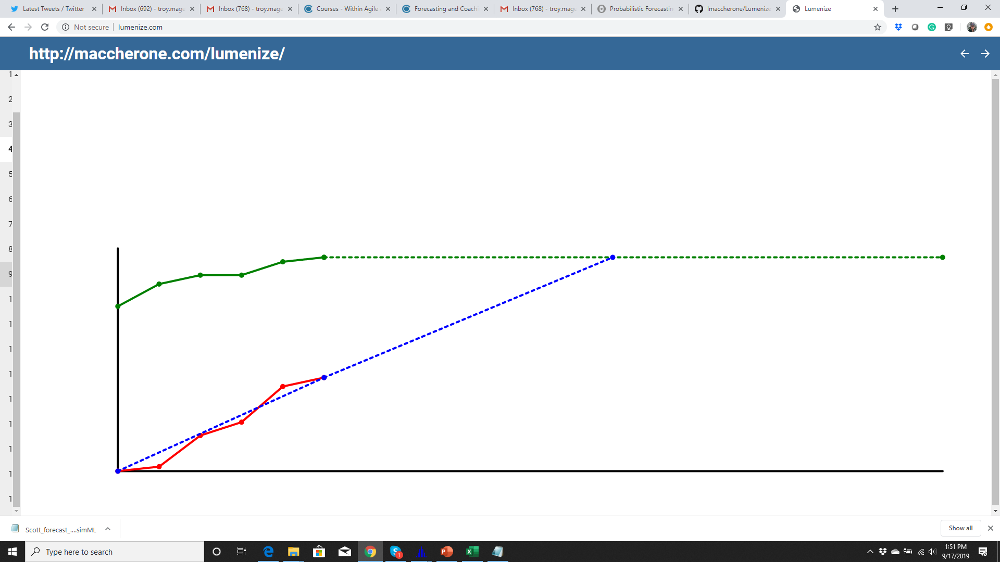 Latest Tweets / Twitter
Inbox (692) - troy.mage
Inbox (768) - troy.mage
Courses - Within Agile
Forecasting and Coach
Inbox (768) - troy.mage
Probabilistic Forecastin
lmaccherone/Lumenize
Lumenize
Not secure
lumenize.com
http://maccherone.com/lumenize/
1
2
3
4
5
6
7
8
9
1
1
1
1
1
1
1
1
1
Scott_forecast_....simML
Show all
Type here to search
1
1:51 PM
9/17/2019